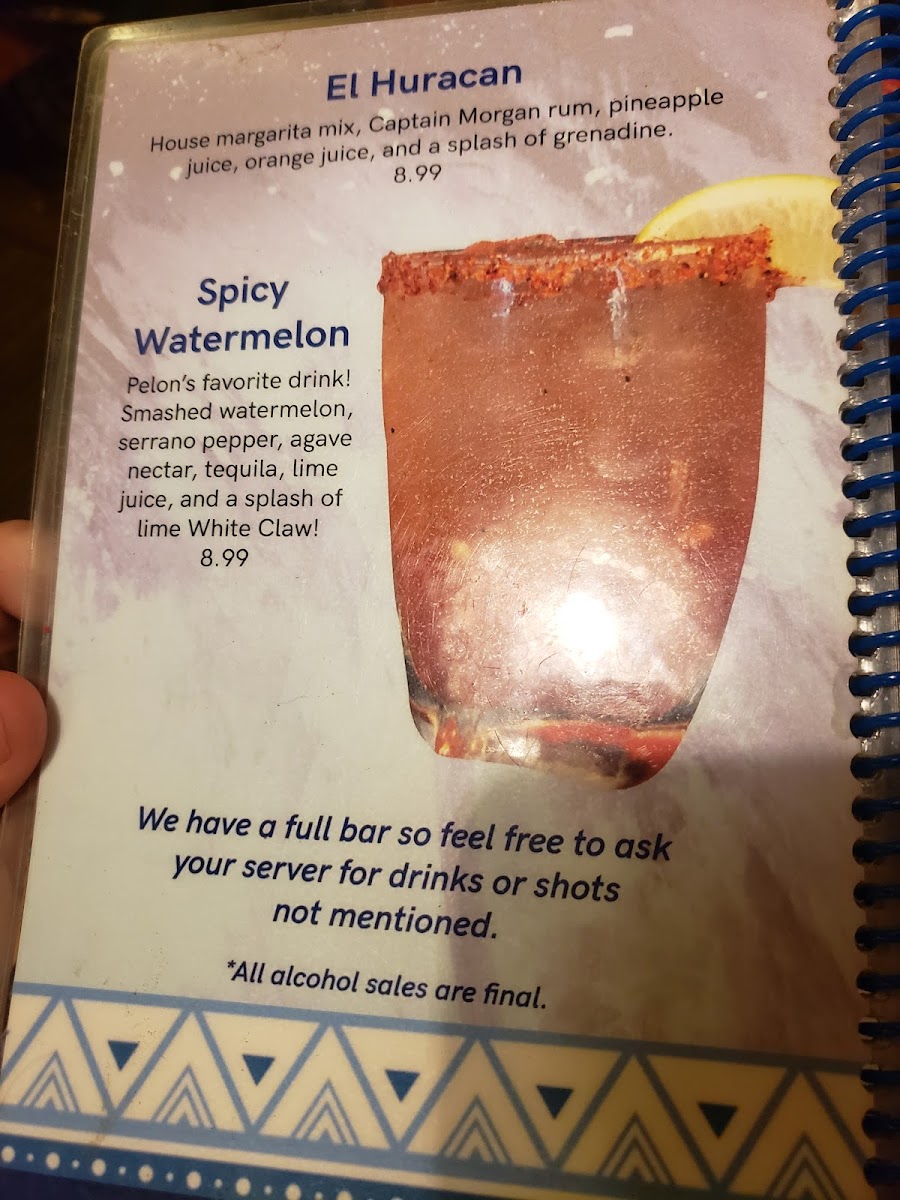 El Huracan
House margarita mix, Captain Morgan rum, pineapple
juice, orange juice, and a splash of grenadine.
8.99
Spicy
Watermelon
Pelon's favorite drink!
Smashed watermelon,
serrano pepper, agave
nectar, tequila, lime
juice, and a splash of
lime White Claw!
8.99
We have a full bar so feel free to ask
your server for drinks or shots
not mentioned.
*All alcohol sales are final.